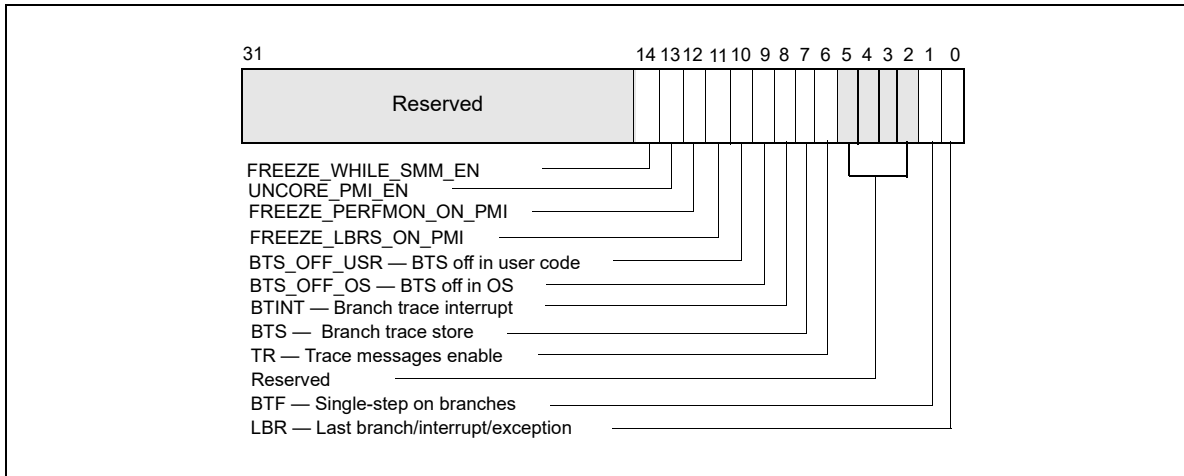 31 14 13 12 11 10 9 8 7 6 5 4 3 2 1 0
Reserved
FREEZE_WHILE_SMM_EN
UNCORE_PMI_EN
FREEZE_PERFMON_ON_PMI
FREEZE_LBRS_ON_PMI
BTS_OFF_USR — BTS off in user code
BTS_OFF_OS — BTS off in OS
BTINT — Branch trace interrupt
BTS — Branch trace store
TR — Trace messages enable
Reserved
BTF — Single-step on branches
LBR — Last branch/interrupt/exception